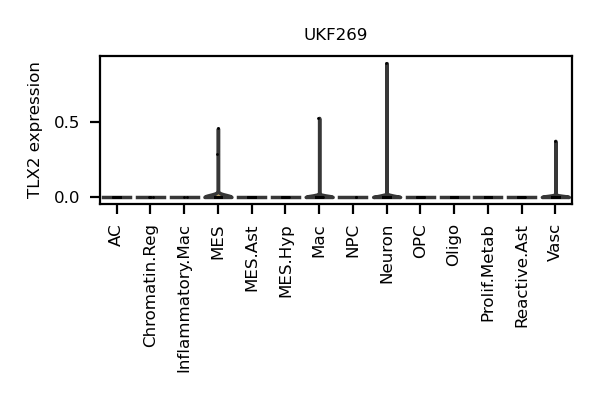 UKF269
TLX2 expression
0.5
0.0
AC
Chromatin.Reg
Inflammatory.Mac
MES
MES.Ast
MES.Hyp
Mac
NPC
Neuron
OPC
Oligo
Prolif.Metab
Reactive.Ast
Vasc